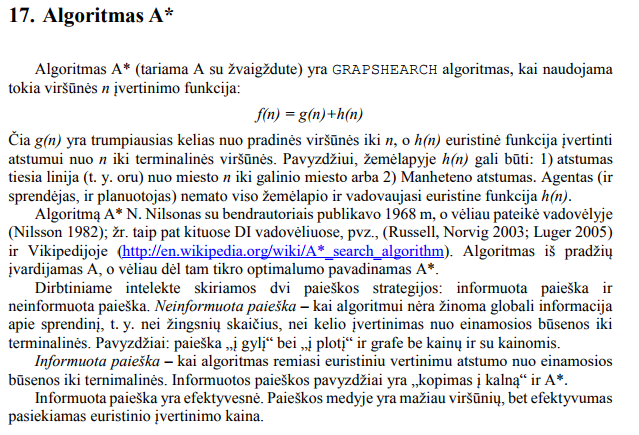 17. Algoritmas A*
Algoritmas A* (tariama A su žvaigždute) yra GRAPSHEARCH algoritmas, kai naudojama
tokia viršūnės n įvertinimo funkcija:
f(n) = g(n)+h(n)
Čia g(n) yra trumpiausias kelias nuo pradinės viršūnės iki n, o h(n) euristinė funkcija įvertinti
atstumui nuo n iki terminalinės viršūnės. Pavyzdžiui, žemėlapyje h(n) gali būti: 1) atstumas
tiesia linija (t. y. oru) nuo miesto n iki galinio miesto arba 2) Manheteno atstumas. Agentas (ir
sprendėjas, ir planuotojas) nemato viso žemėlapio ir vadovaujasi euristine funkcija h(n).
Algoritmą A* N. Nilsonas su bendrautoriais publikavo 1968 m, o vėliau pateikė vadovėlyje
(Nilsson 1982); žr. taip pat kituose DI vadovėliuose, pvz., (Russell, Norvig 2003; Luger 2005)
ir Vikipedijoje (http://en.wikipedia.org/wiki/A*_search_algorithm). Algoritmas iš pradžių
įvardijamas A, o vėliau dėl tam tikro optimalumo pavadinamas A*.
Dirbtiniame intelekte skiriamos dvi paieškos strategijos: informuota paieška ir
neinformuota paieška. Neinformuota paieška – kai algoritmui nėra žinoma globali informacija
apie sprendinį, t. y. nei žingsnių skaičius, nei kelio įvertinimas nuo einamosios būsenos iki
terminalinės. Pavyzdžiai: paieška „į gylį“ bei „į plotį“ ir grafe be kainų ir su kainomis.
Informuota paieška – kai algoritmas remiasi euristiniu vertinimu atstumo nuo einamosios
būsenos iki ternimalinės. Informuotos paieškos pavyzdžiai yra „kopimas į kalną“ ir A*.
Informuota paieška yra efektyvesnė. Paieškos medyje yra mažiau viršūnių, bet efektyvumas
pasiekiamas euristinio įvertinimo kaina.